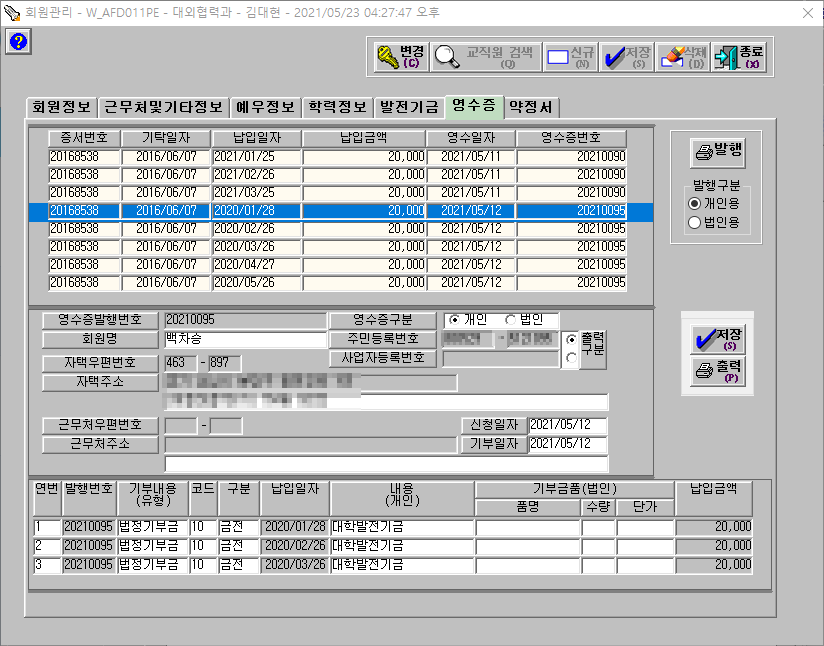 회원관리 - W_AFD011PE - 대외협력과 - 김대현 - 2021/05/23 04:27:47 오후
변경 (C) 교직원 검색 (Q) 신규 (N) 저장 (S) 삭제 (D) 종료 (X)
회원정보 근무처및기타정보 예우정보 학력정보 발전기금 영수증 약정서
증서번호 기탁일자 납입일자 납입금액 영수일자 영수증번호
20168538 2016/06/07 2021/01/25 20,000 2021/05/11 20210090
20168538 2016/06/07 2021/02/26 20,000 2021/05/11 20210090
20168538 2016/06/07 2021/03/25 20,000 2021/05/11 20210090
20168538 2016/06/07 2020/01/28 20,000 2021/05/12 20210095
20168538 2016/06/07 2020/02/26 20,000 2021/05/12 20210095
20168538 2016/06/07 2020/03/26 20,000 2021/05/12 20210095
20168538 2016/06/07 2020/04/27 20,000 2021/05/12 20210095
20168538 2016/06/07 2020/05/26 20,000 2021/05/12 20210095
발행
발행구분
개인용
법인용
영수증발행번호 20210095 영수증구분 개인 법인
회원명 백차승 주민등록번호 출력구분
자택우편번호 463 - 897 사업자등록번호
자택주소
근무처우편번호 - 신청일자 2021/05/12
근무처주소 기부일자 2021/05/12
저장 (S)
출력 (P)
연번 발행번호 기부내용 (유형) 코드 구분 납입일자 내용 (개인) 기부금품(법인) 납입금액
품명 수량 단가
1 20210095 법정기부금 10 금전 2020/01/28 대학발전기금 20,000
2 20210095 법정기부금 10 금전 2020/02/26 대학발전기금 20,000
3 20210095 법정기부금 10 금전 2020/03/26 대학발전기금 20,000